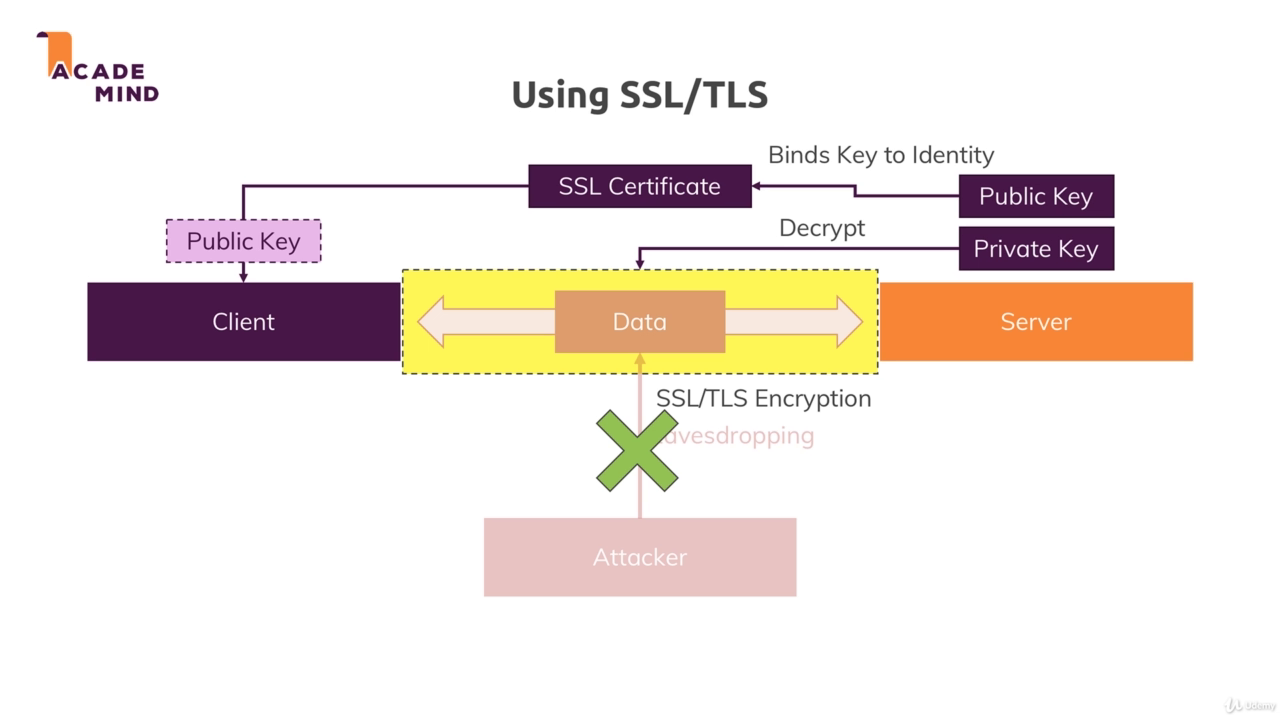 ACADE
MIND
Using SSL/TLS
Binds Key to Identity
SSL Certificate
Public Key
Decrypt
Public Key
Private Key
Client
Data
Server
SSL/TLS Encryption
avesdropping
Attacker
Udemy